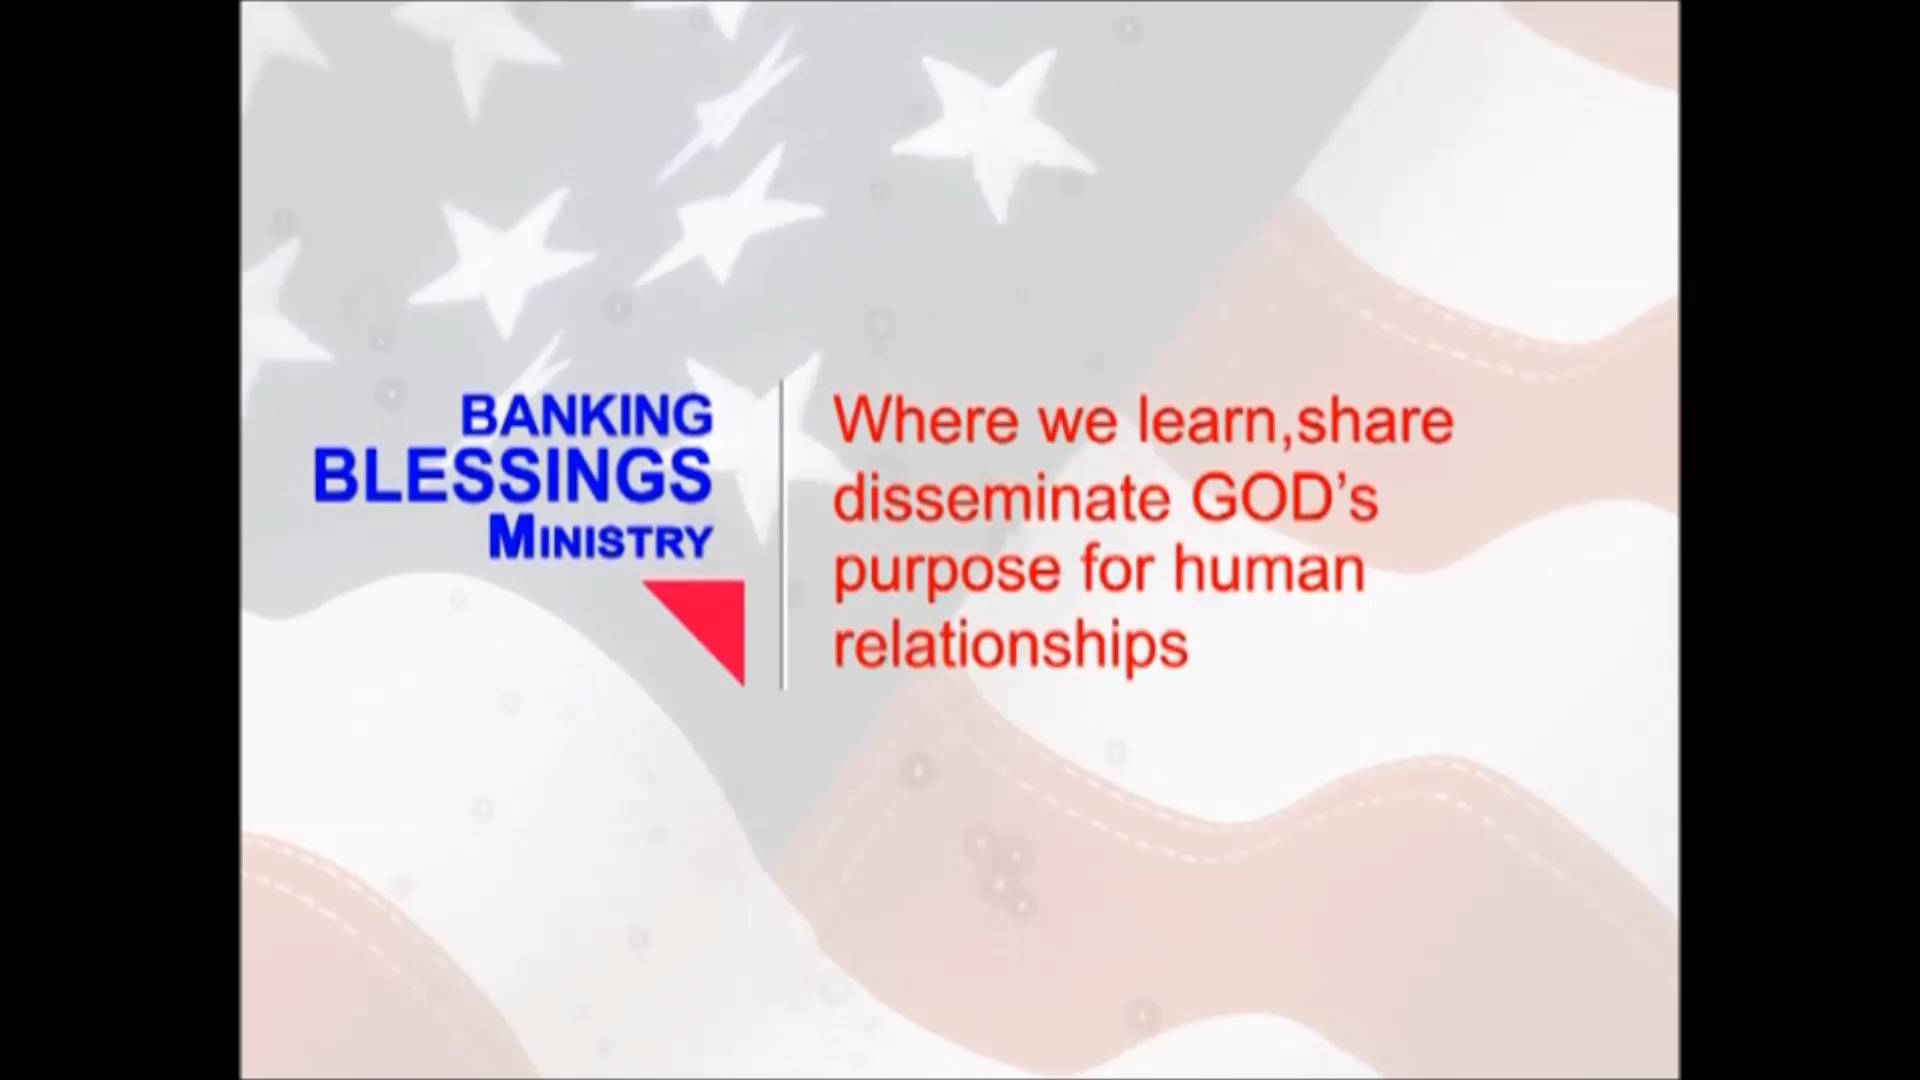 BANKING
BLESSINGS
MINISTRY
Where we learn,share
disseminate GOD’s
purpose for human
relationships